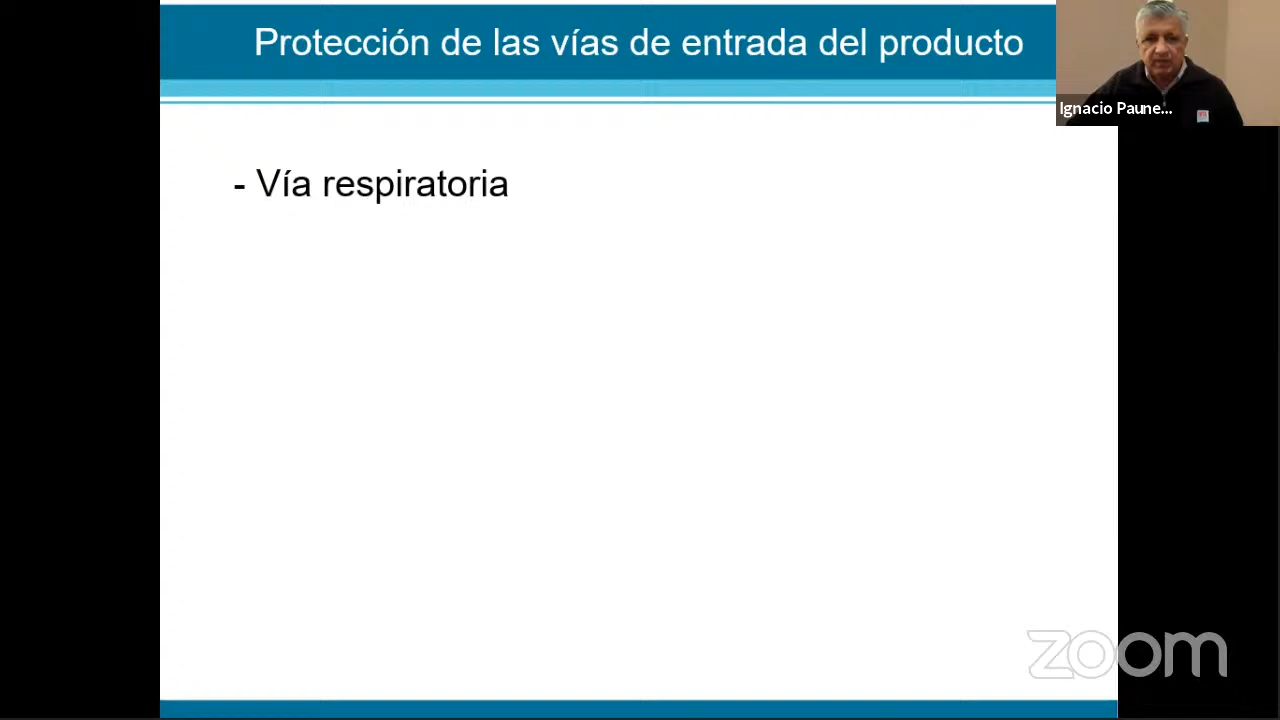 Protección de las vías de entrada del producto
Ignacio Paune...
- Vía respiratoria
zoom